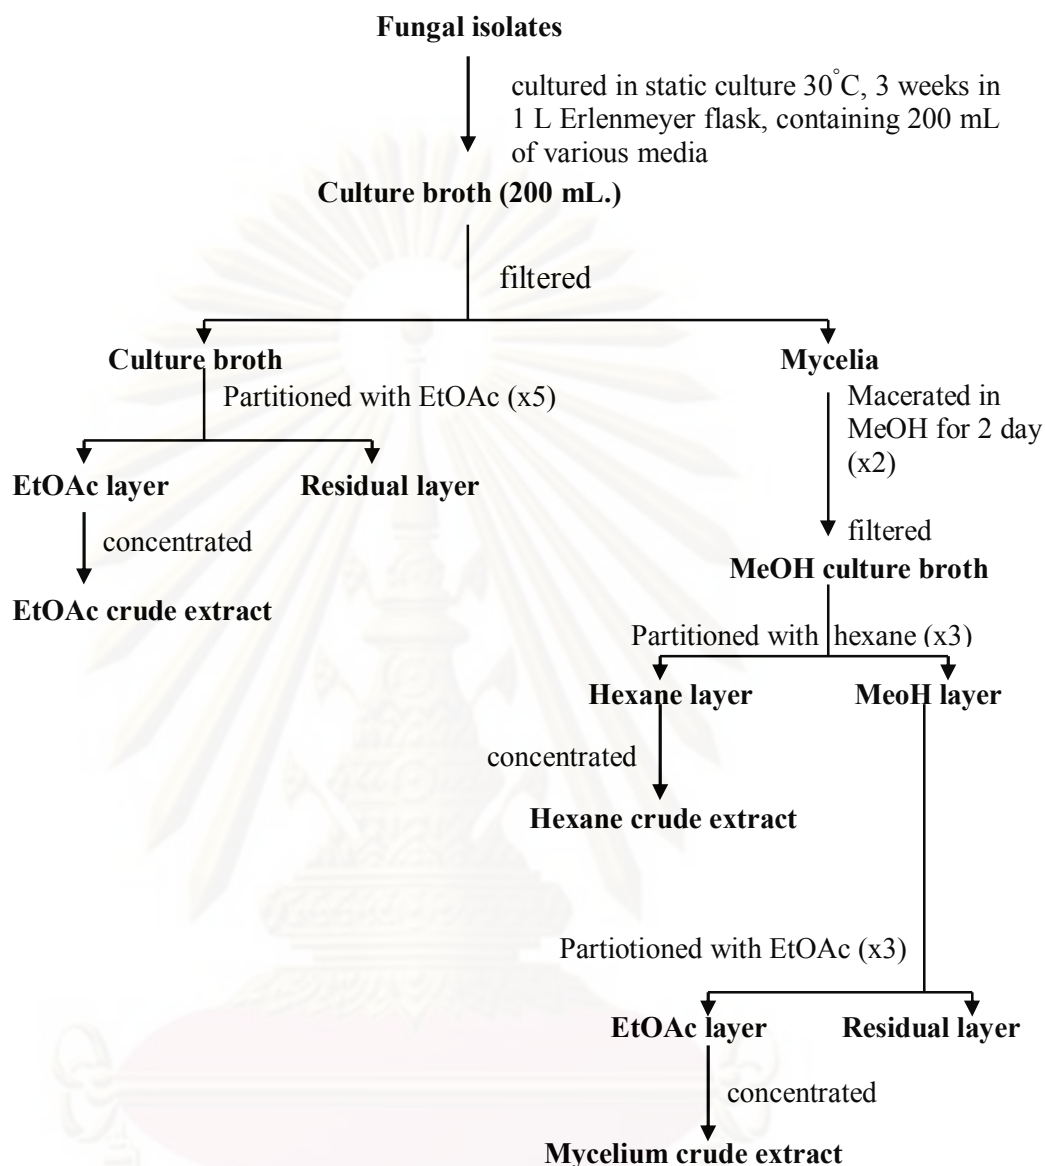 Fungal isolates
cultured in static culture 30°C, 3 weeks in
1 L Erlenmeyer flask, containing 200 mL
of various media
Culture broth (200 mL.)
filtered
Culture broth
Mycelia
Partitioned with EtOAc (x5)
Macerated in
MeOH for 2 day
(x2)
EtOAc layer
Residual layer
concentrated
filtered
MeOH culture broth
EtOAc crude extract
Partitioned with hexane (x3)
Hexane layer
MeoH layer
concentrated
Hexane crude extract
Partiotioned with EtOAc (x3)
EtOAc layer
Residual layer
concentrated
Mycelium crude extract